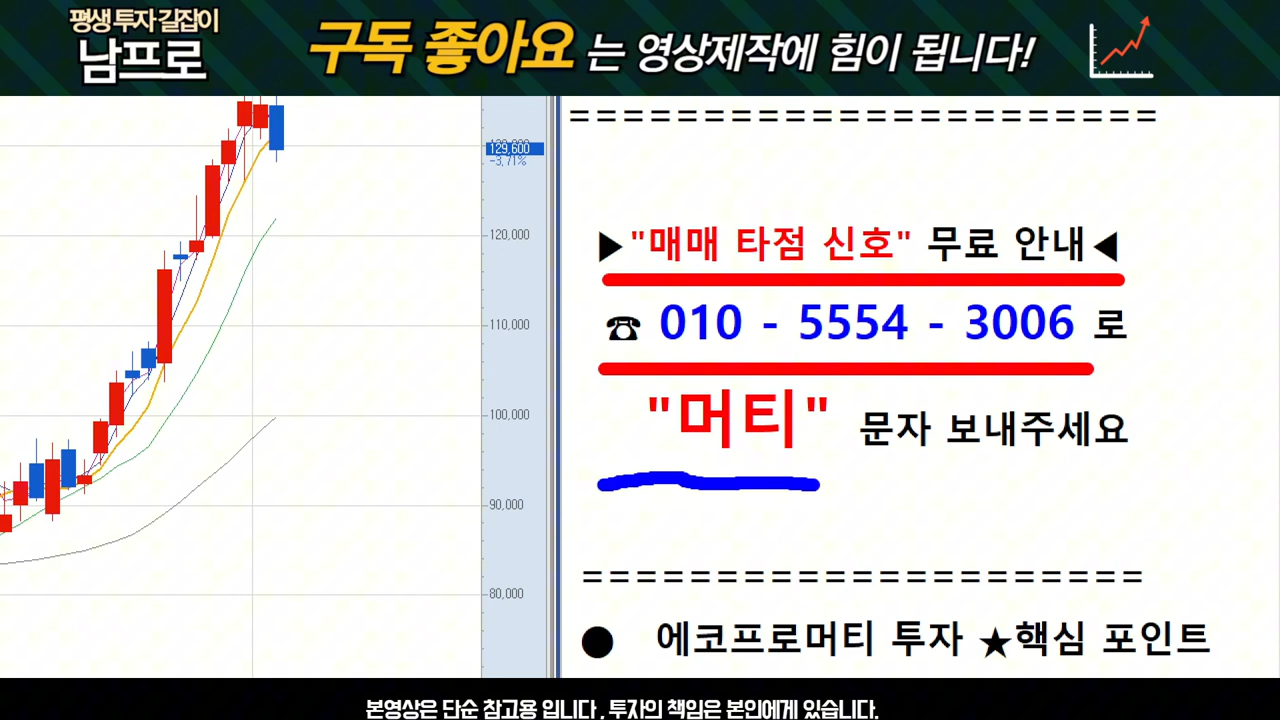 평생 투자 길잡이
남프로
구독 좋아요 는 영상제작에 힘이 됩니다!
129,600
-3,71%
120,000
110,000
100,000
90,000
80,000
======================
▶"매매 타점 신호" 무료 안내◀
☎ 010 - 5554 - 3006 로
"머티" 문자 보내주세요
=====================
● 에코프로머티 투자 ★핵심 포인트
본영상은 단순 참고용 입니다 , 투자의 책임은 본인에게 있습니다.